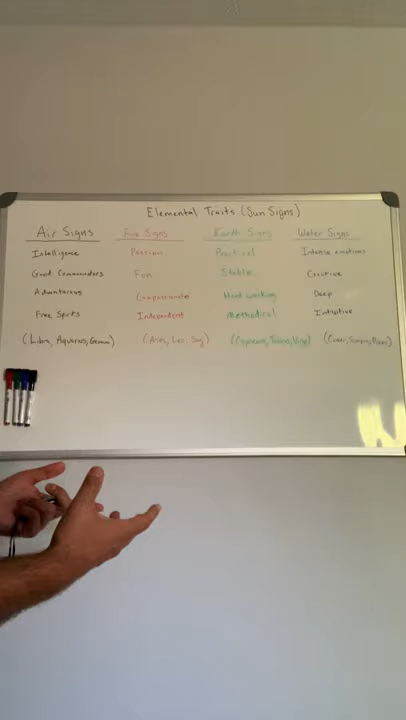 Elemental Traits (Sun Signs)
Air Signs
Intelligence
Good Communicators
Adventurous
Free Spirits
(Libra, Aquarius, Gemini)
Fire Signs
Passion
Fun
Compassionate
Independent
(Aries, Leo, Sag)
Earth Signs
Practical
Stable
Hard working
Methodical
(Capricorn, Taurus, Virgo)
Water Signs
Intense emotions
Creative
Deep
Intuitive
(Cancer, Scorpio, Pisces)